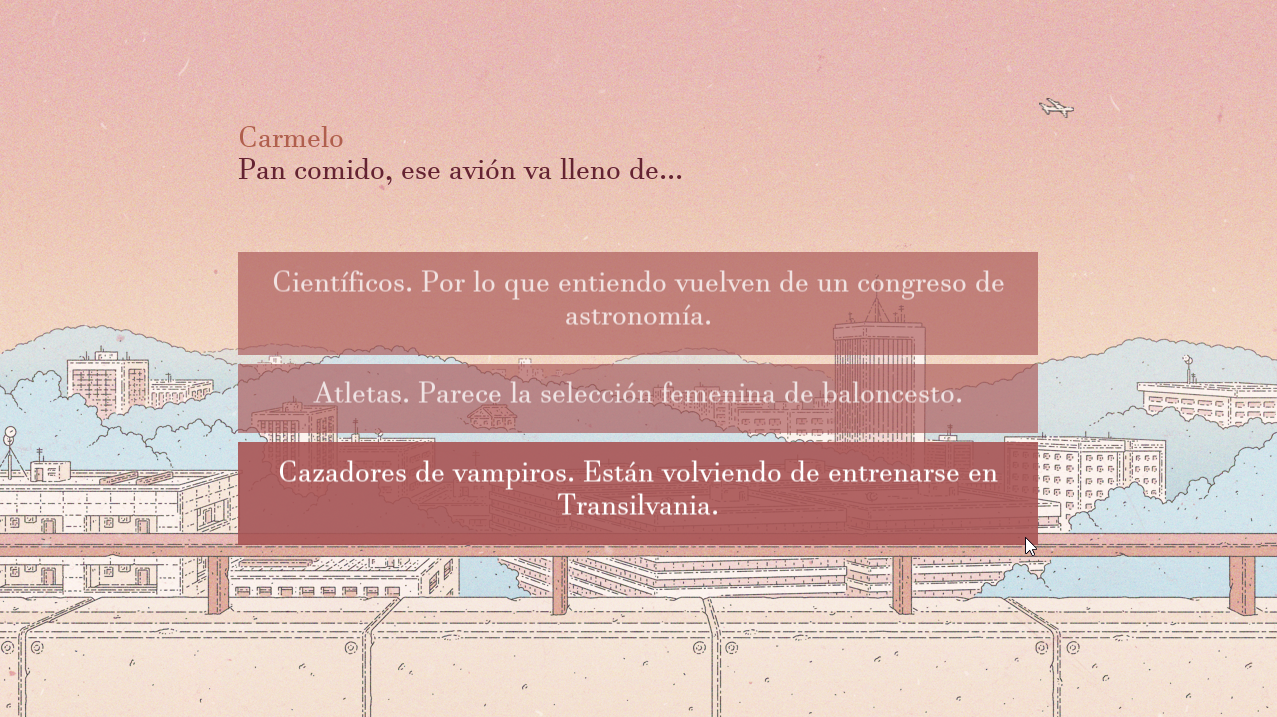 Carmelo
Pan comido, ese avión va lleno de...
Científicos. Por lo que entiendo vuelven de un congreso de
astronomía.
Atletas. Parece la selección femenina de baloncesto.
Cazadores de vampiros. Están volviendo de entrenarse en
Transilvania.